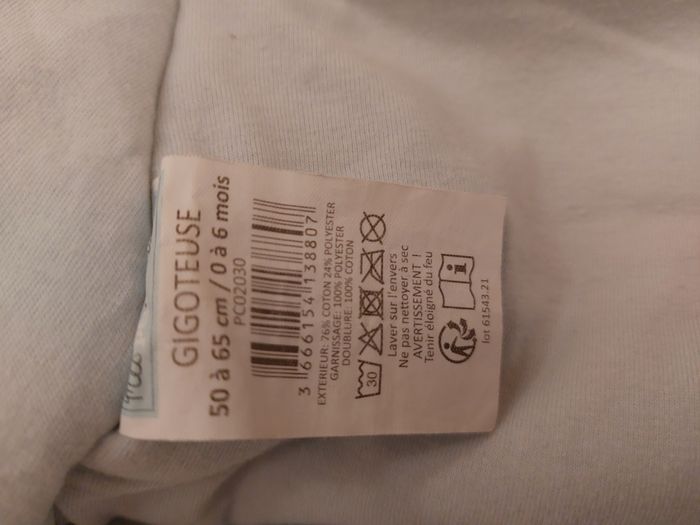 GIGOTEUSE
50 à 65 cm / 0 à 6 mois
PC02030
3 666154 138807
EXTERIEUR: 76% COTON 24% POLYESTER
GARNISSAGE: 100% POLYESTER
DOUBLURE: 100% COTON
30
Laver sur l'envers
Ne pas nettoyer à sec
AVERTISSEMENT !
Tenir éloigné du feu
lot 61543.21